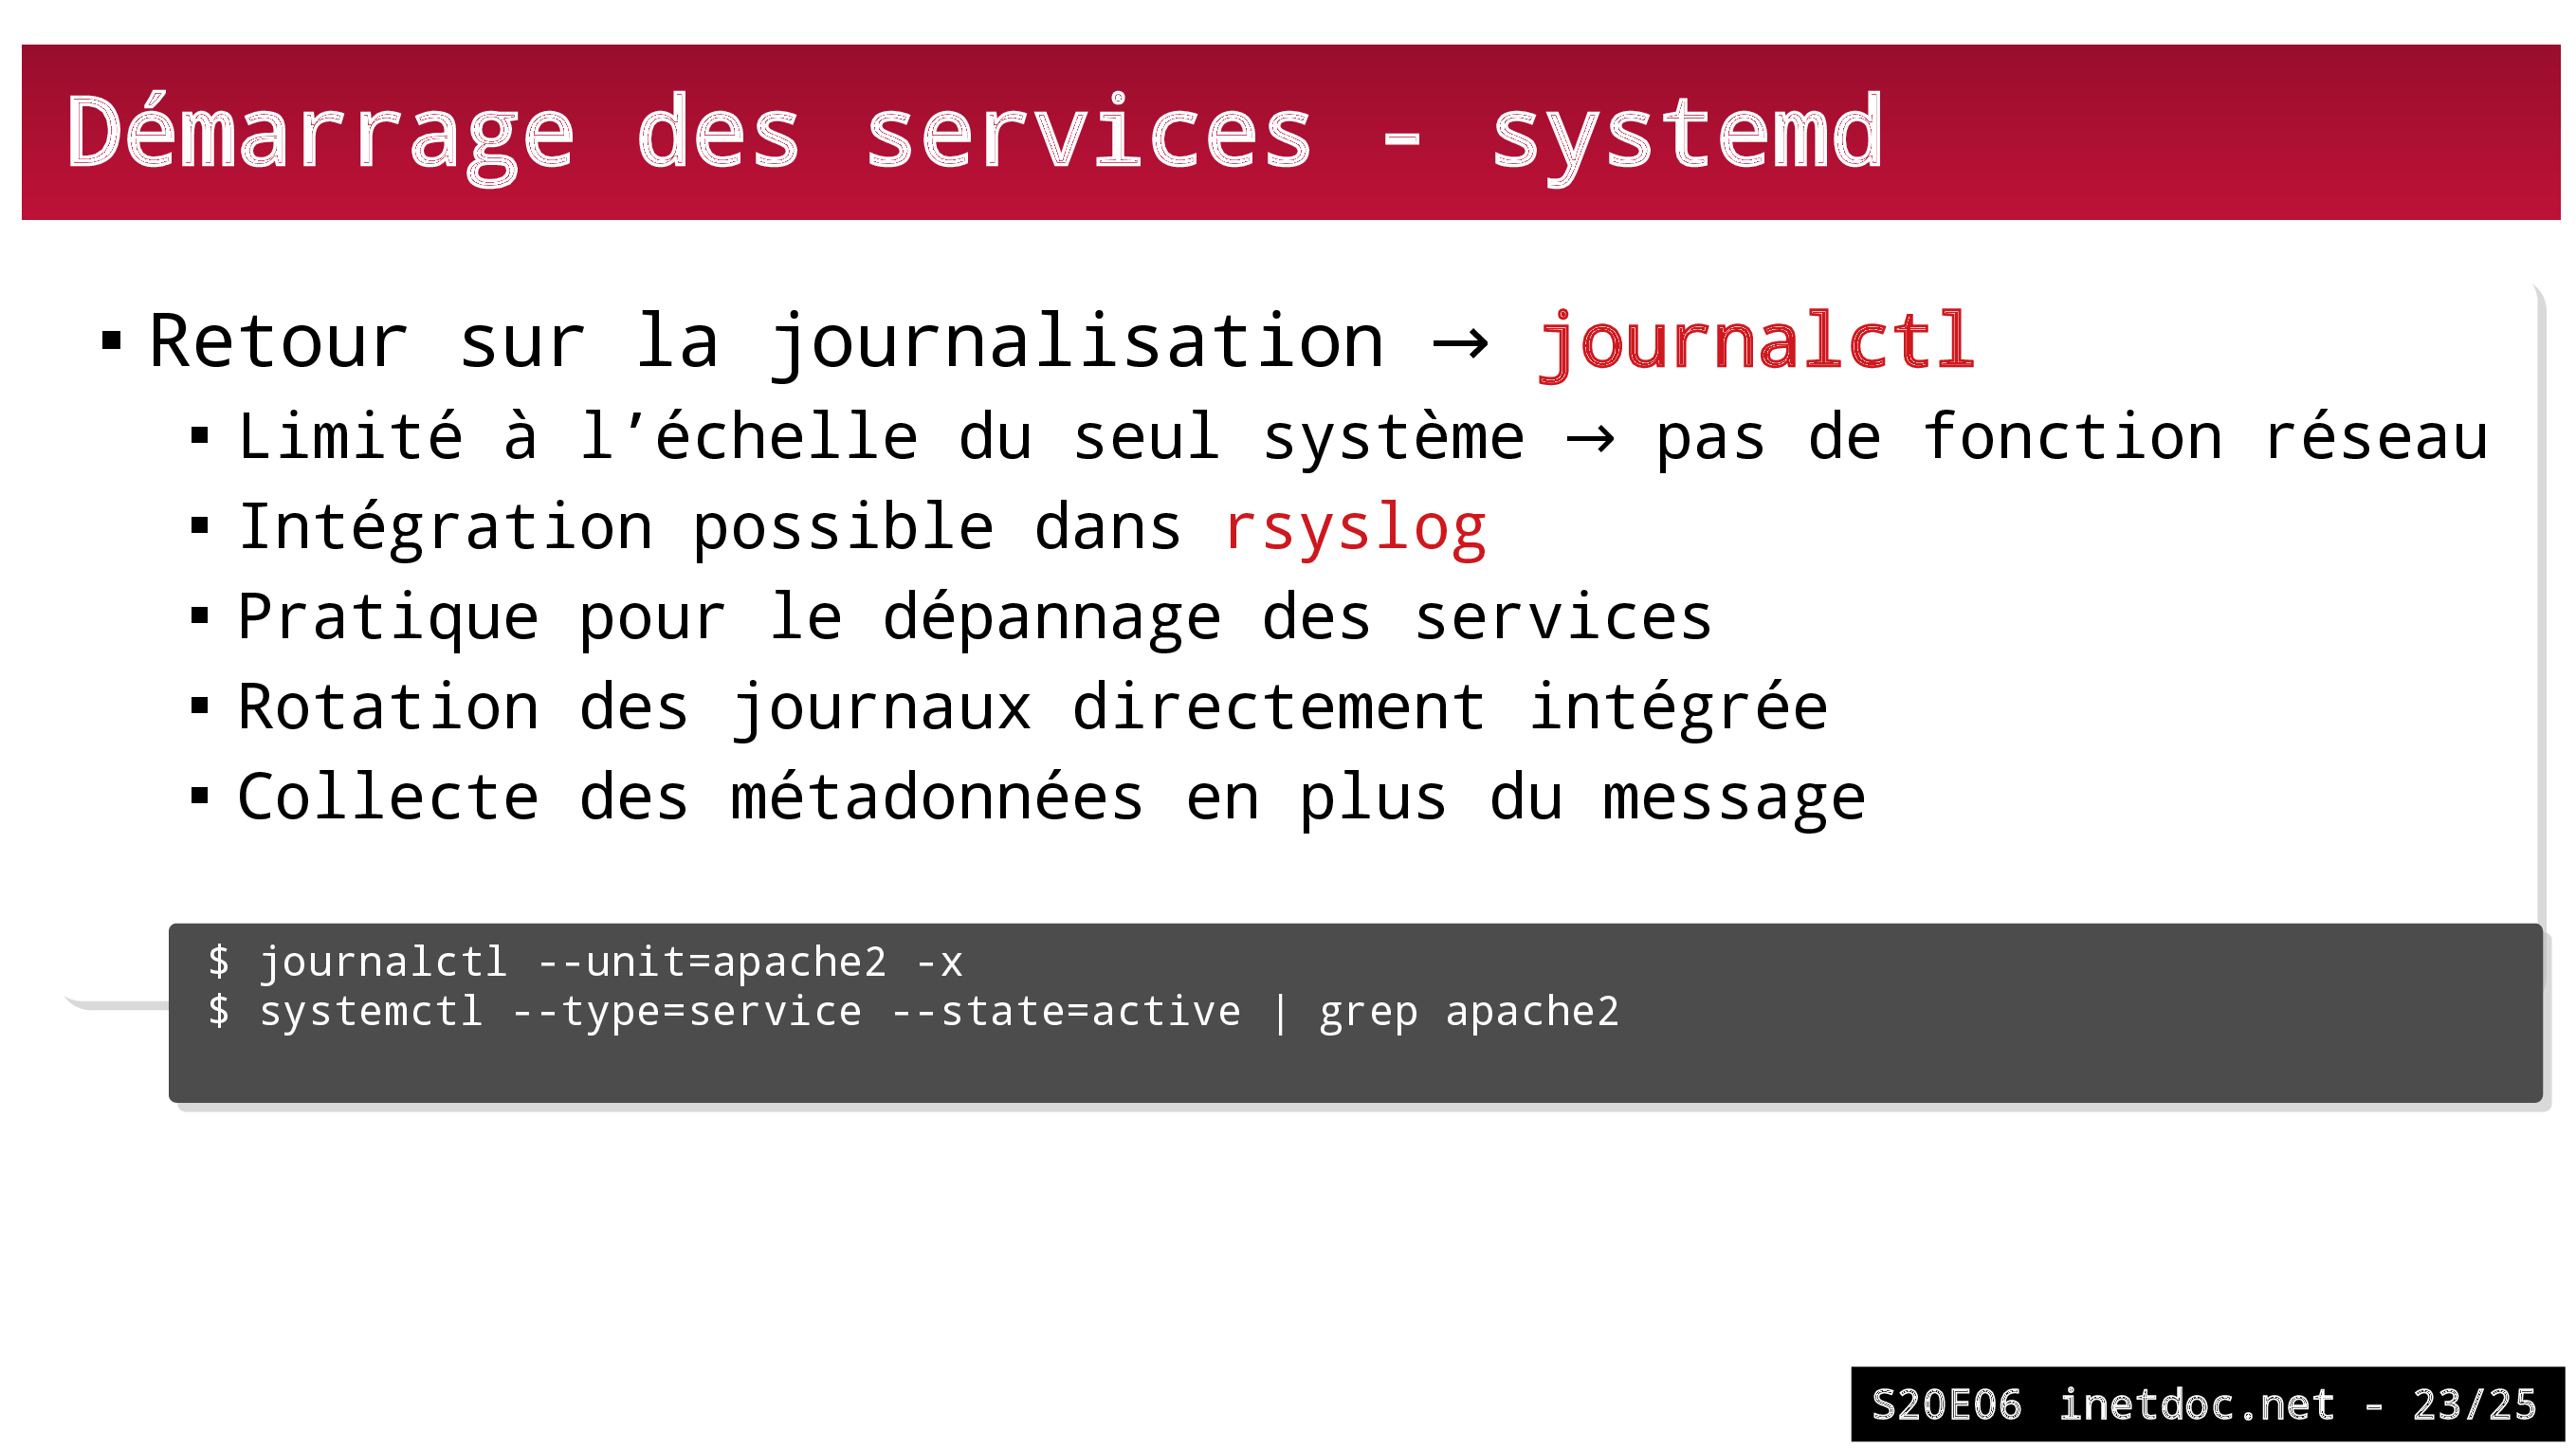 Démarrage des services - systemd
▪ Retour sur la journalisation → journalctl
▪ Limité à l’échelle du seul système → pas de fonction réseau
▪ Intégration possible dans rsyslog
▪ Pratique pour le dépannage des services
▪ Rotation des journaux directement intégrée
▪ Collecte des métadonnées en plus du message
$ journalctl --unit=apache2 -x
$ systemctl --type=service --state=active | grep apache2
S20E06 inetdoc.net - 23/25